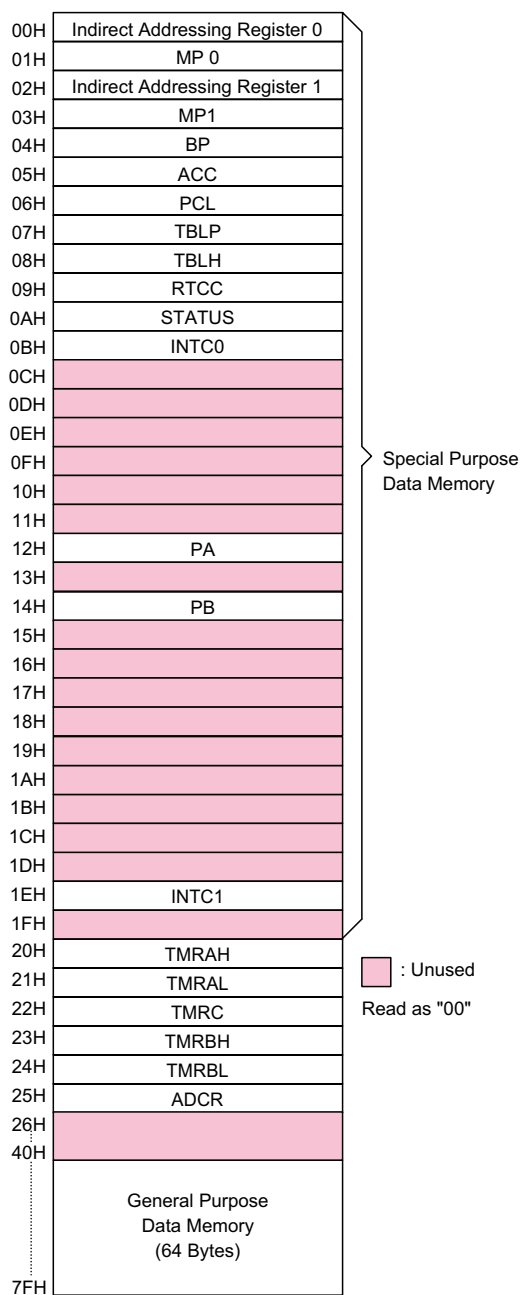 00H Indirect Addressing Register 0
01H MP 0
02H Indirect Addressing Register 1
03H MP1
04H BP
05H ACC
06H PCL
07H TBLP
08H TBLH
09H RTCC
0AH STATUS
0BH INTC0
0CH
0DH
0EH
0FH
10H
11H
12H PA
13H
14H PB
15H
16H
17H
18H
19H
1AH
1BH
1CH
1DH
1EH INTC1
1FH
Special Purpose
Data Memory
20H TMRAH
21H TMRAL
22H TMRC
23H TMRBH
24H TMRBL
25H ADCR
26H
40H
General Purpose
Data Memory
(64 Bytes)
7FH
: Unused
Read as "00"